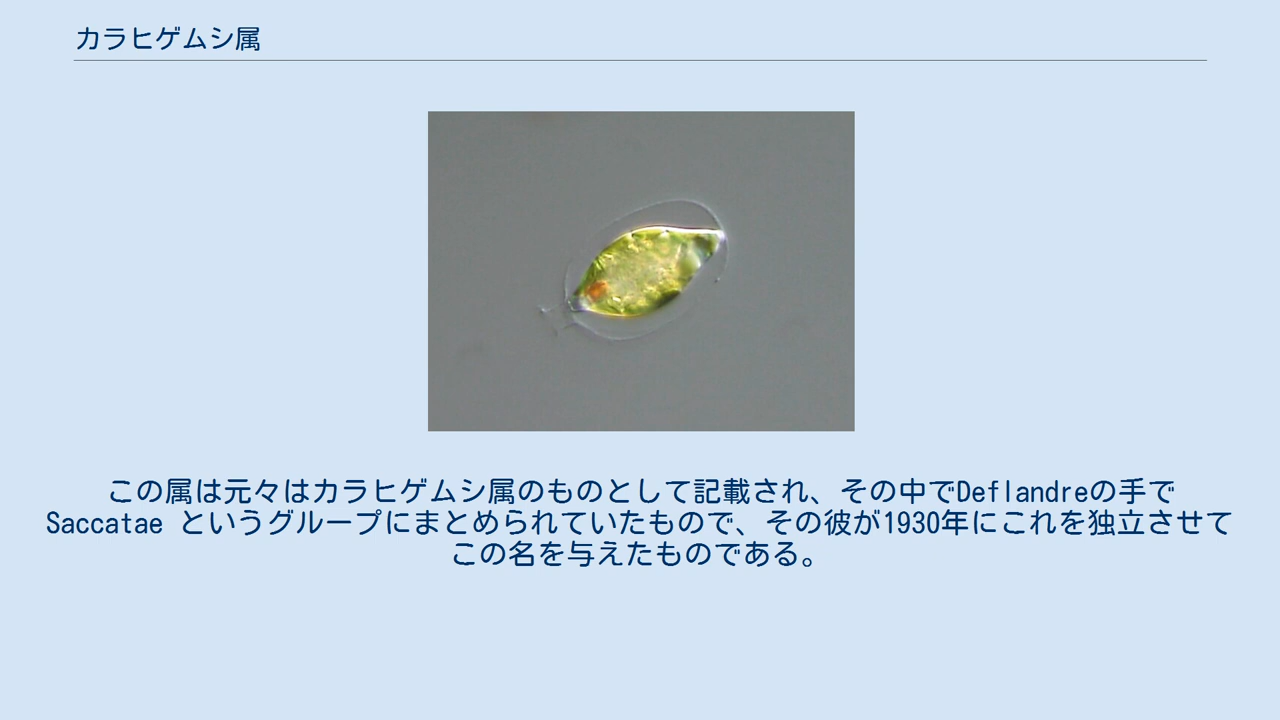 カラヒゲムシ属
この属は元々はカラヒゲムシ属のものとして記載され、その中でDeflandreの手で
Saccatae というグループにまとめられていたもので、その彼が1930年にこれを独立させて
この名を与えたものである。